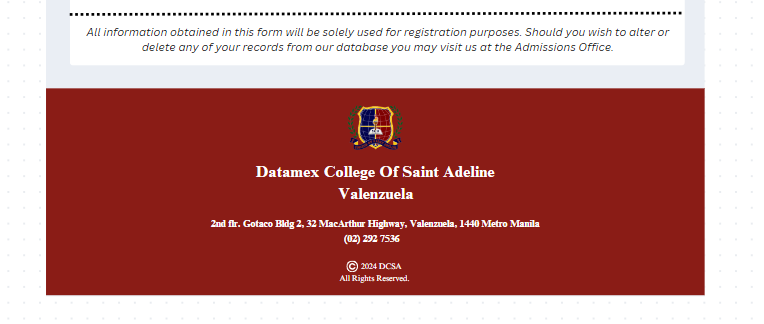 All information obtained in this form will be solely used for registration purposes. Should you wish to alter or
delete any of your records from our database you may visit us at the Admissions Office.
Datamex College Of Saint Adeline
Valenzuela
2nd flr. Gotaco Bldg 2, 32 MacArthur Highway, Valenzuela, 1440 Metro Manila
(02) 292 7536
© 2024 DCSA
All Rights Reserved.